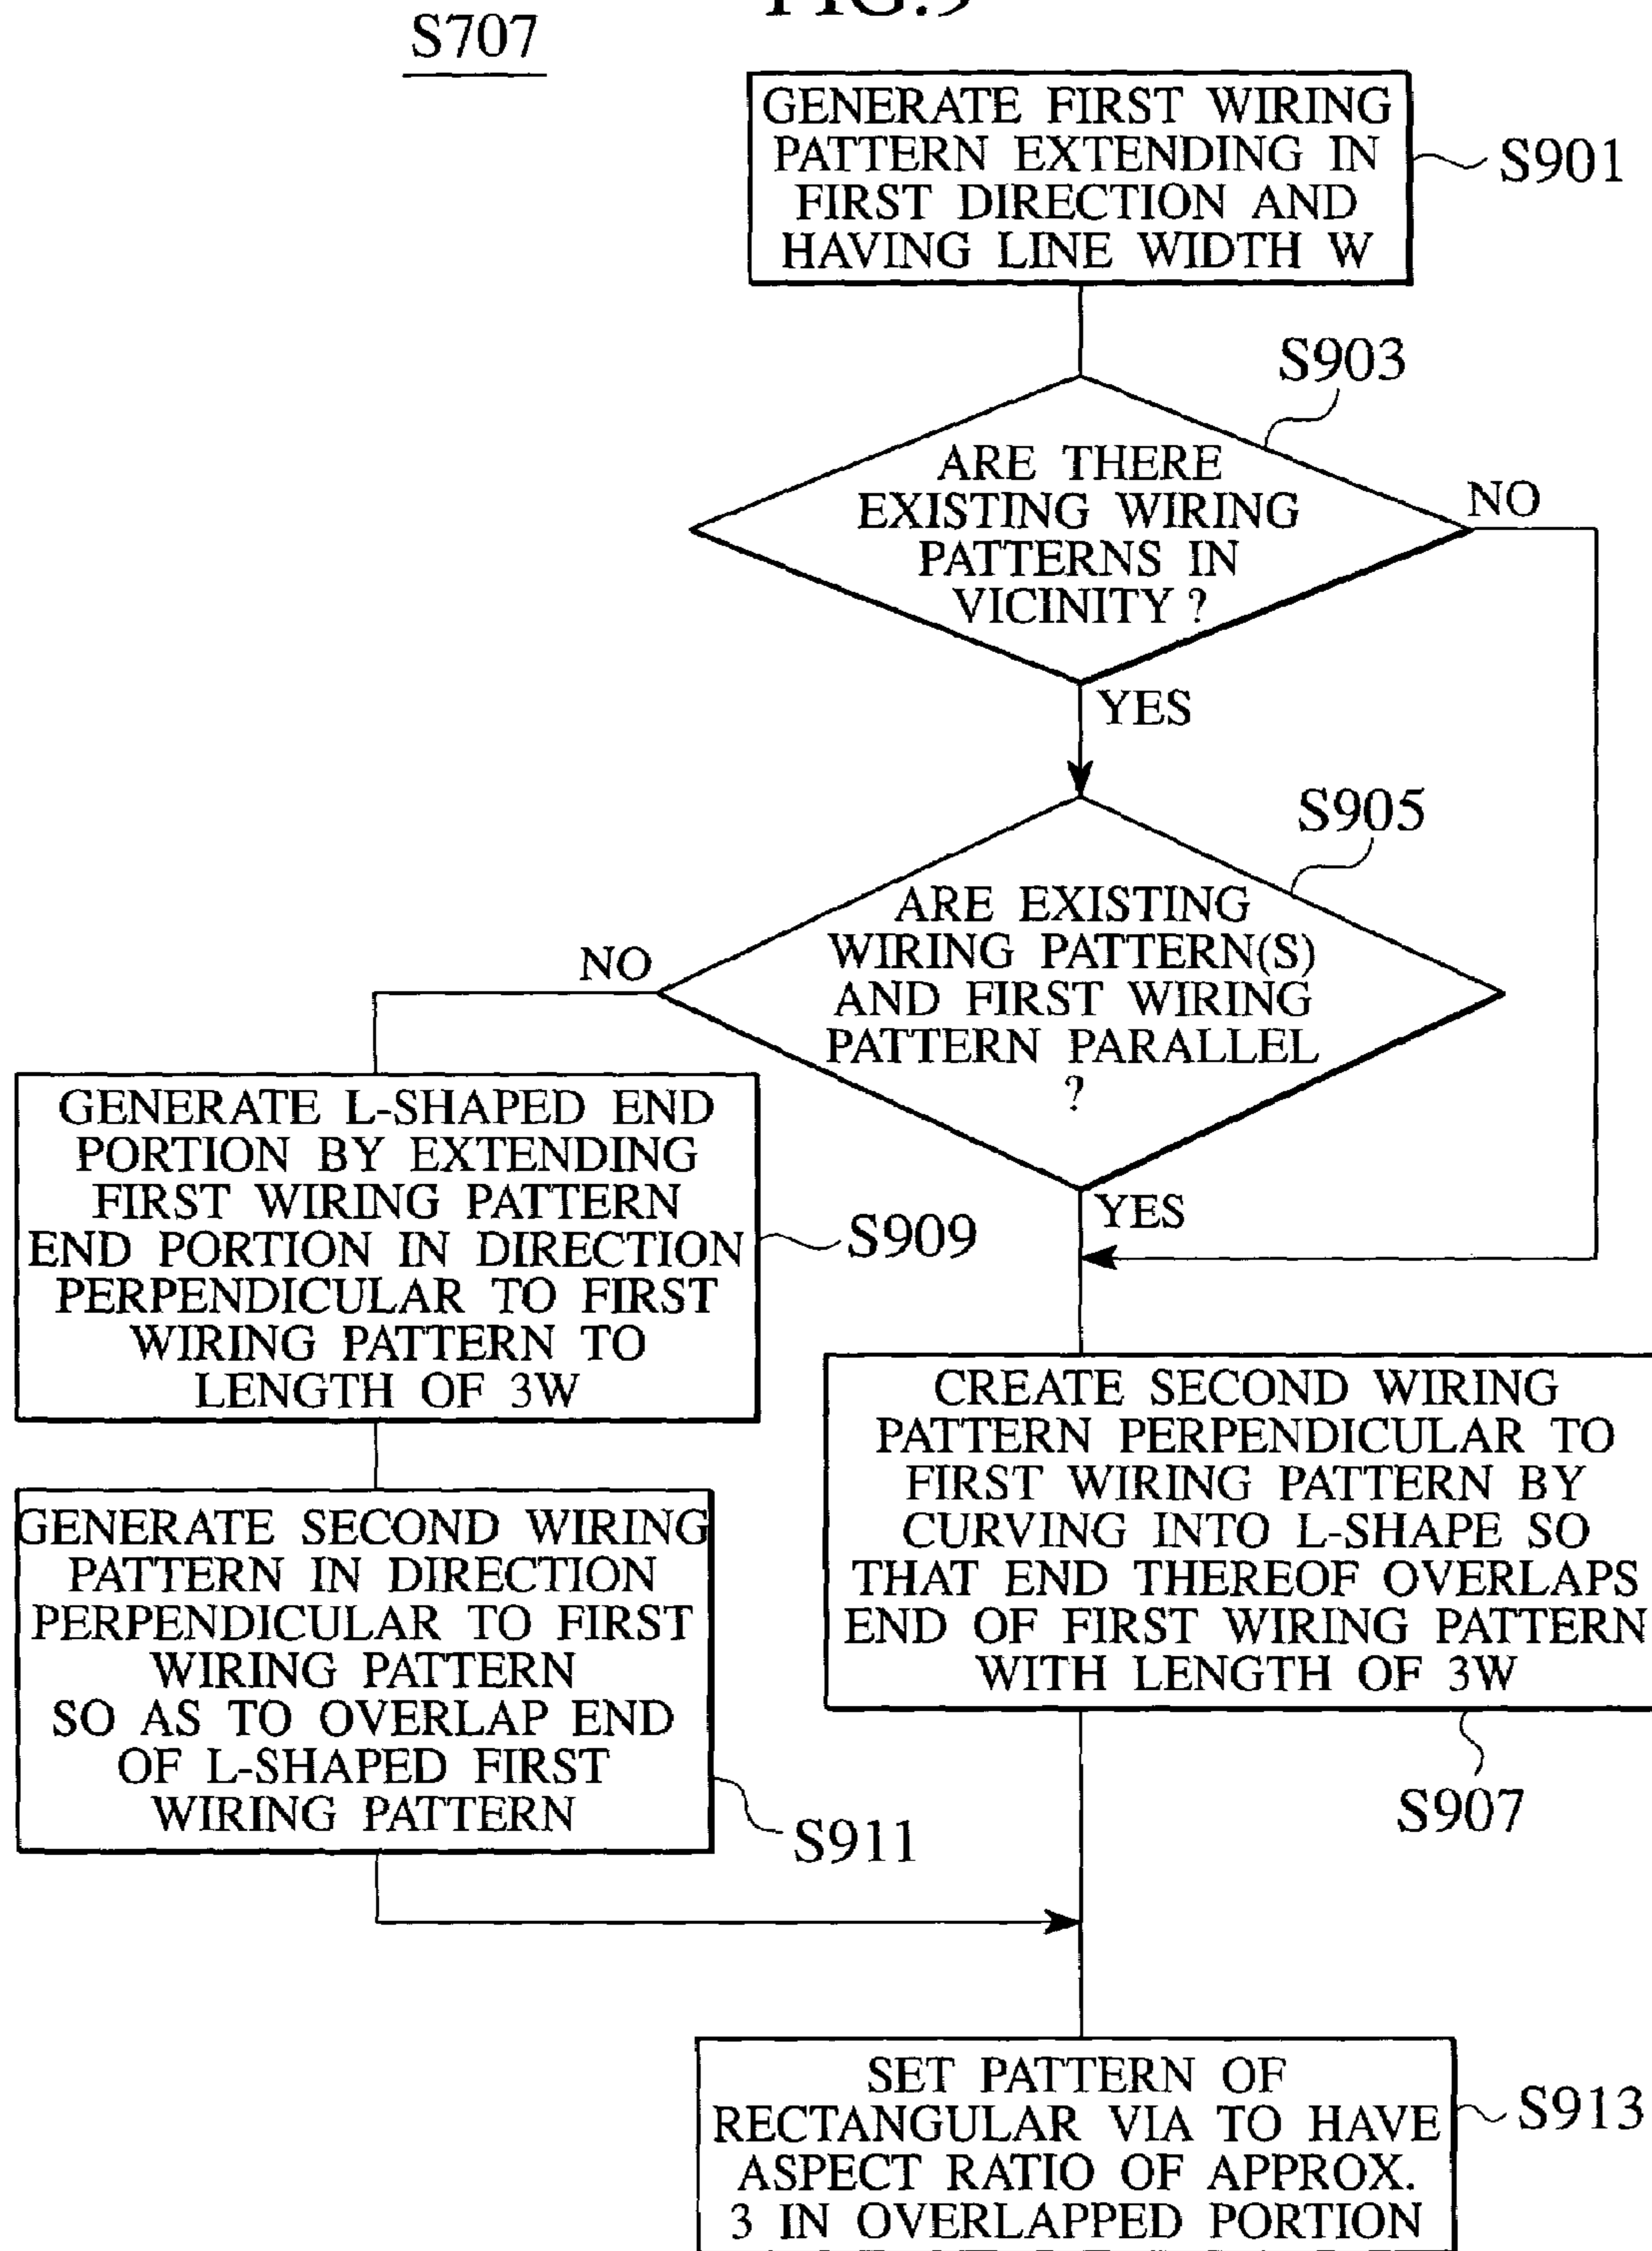 S707
GENERATE FIRST WIRING
PATTERN EXTENDING IN
FIRST DIRECTION AND
HAVING LINE WIDTH W
S901
S903
ARE THERE
EXISTING WIRING
PATTERNS IN
VICINITY ?
NO
YES
S905
ARE EXISTING
WIRING PATTERN(S)
AND FIRST WIRING
PATTERN PARALLEL
?
NO
YES
GENERATE L-SHAPED END
PORTION BY EXTENDING
FIRST WIRING PATTERN
END PORTION IN DIRECTION
PERPENDICULAR TO FIRST
WIRING PATTERN TO
LENGTH OF 3W
S909
CREATE SECOND WIRING
PATTERN PERPENDICULAR TO
FIRST WIRING PATTERN BY
CURVING INTO L-SHAPE SO
THAT END THEREOF OVERLAPS
END OF FIRST WIRING PATTERN
WITH LENGTH OF 3W
S907
GENERATE SECOND WIRING
PATTERN IN DIRECTION
PERPENDICULAR TO FIRST
WIRING PATTERN
SO AS TO OVERLAP END
OF L-SHAPED FIRST
WIRING PATTERN
S911
SET PATTERN OF
RECTANGULAR VIA TO HAVE
ASPECT RATIO OF APPROX.
3 IN OVERLAPPED PORTION
S913